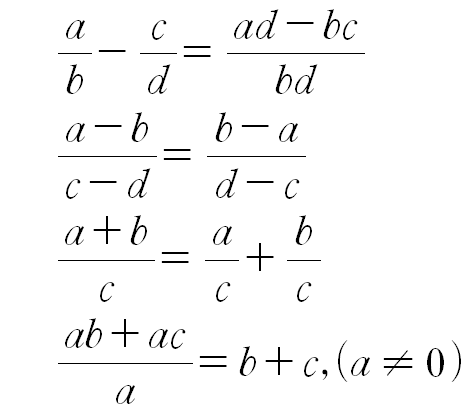 a/b − c/d = (ad − bc)/(bd)
(a − b)/(c − d) = (b − a)/(d − c)
(a + b)/c = a/c + b/c
(ab + ac)/a = b + c, (a ≠ 0)